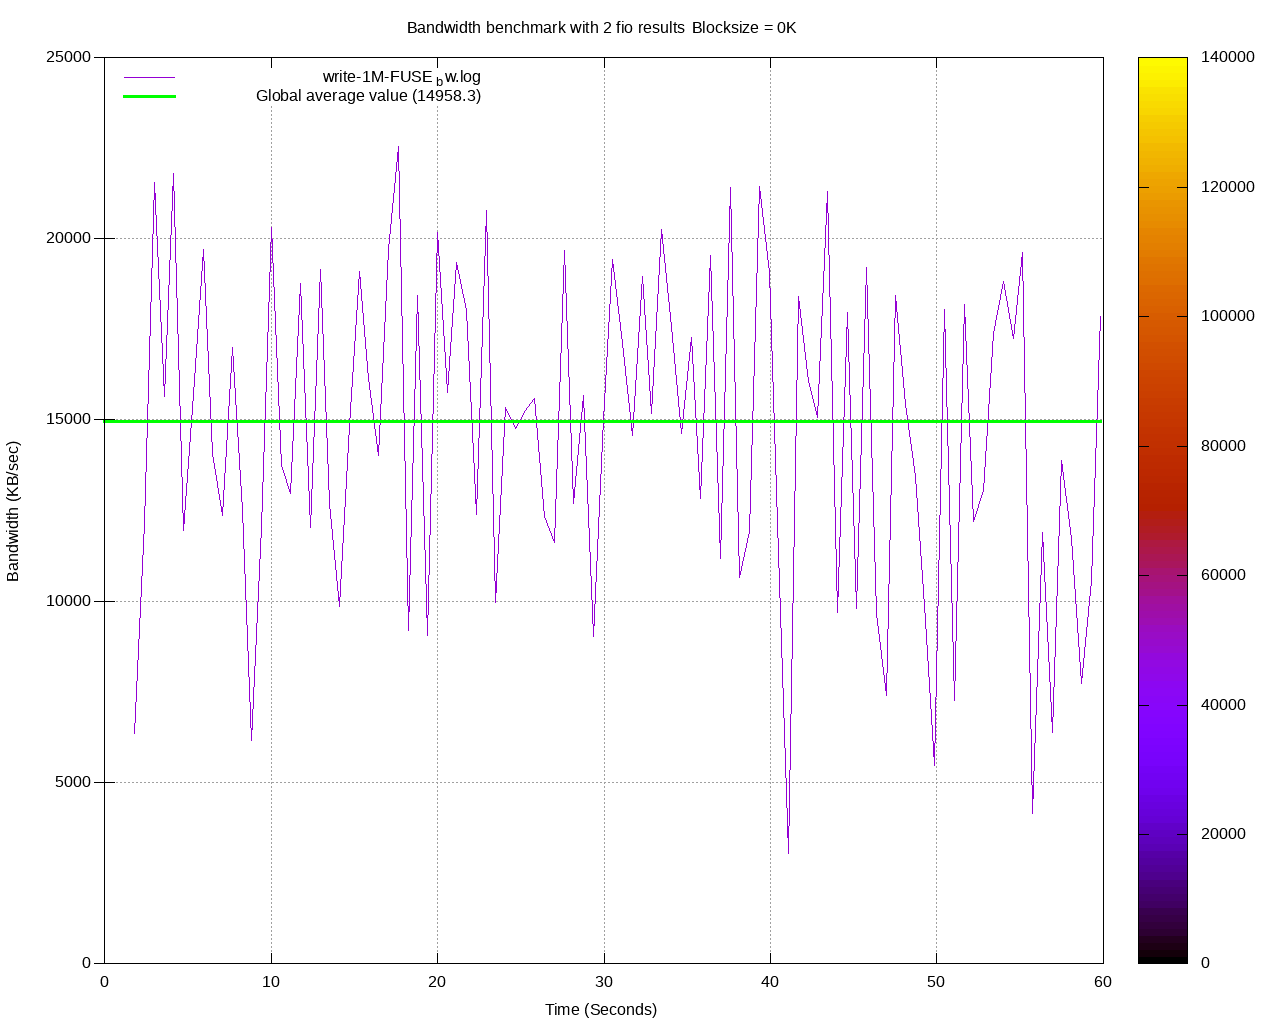 Bandwidth benchmark with 2 fio results Blocksize = 0K
write-1M-FUSE_bw.log
Global average value (14958.3)
25000
20000
15000
10000
5000
0
Bandwidth (KB/sec)
0 10 20 30 40 50 60
Time (Seconds)
140000
120000
100000
80000
60000
40000
20000
0